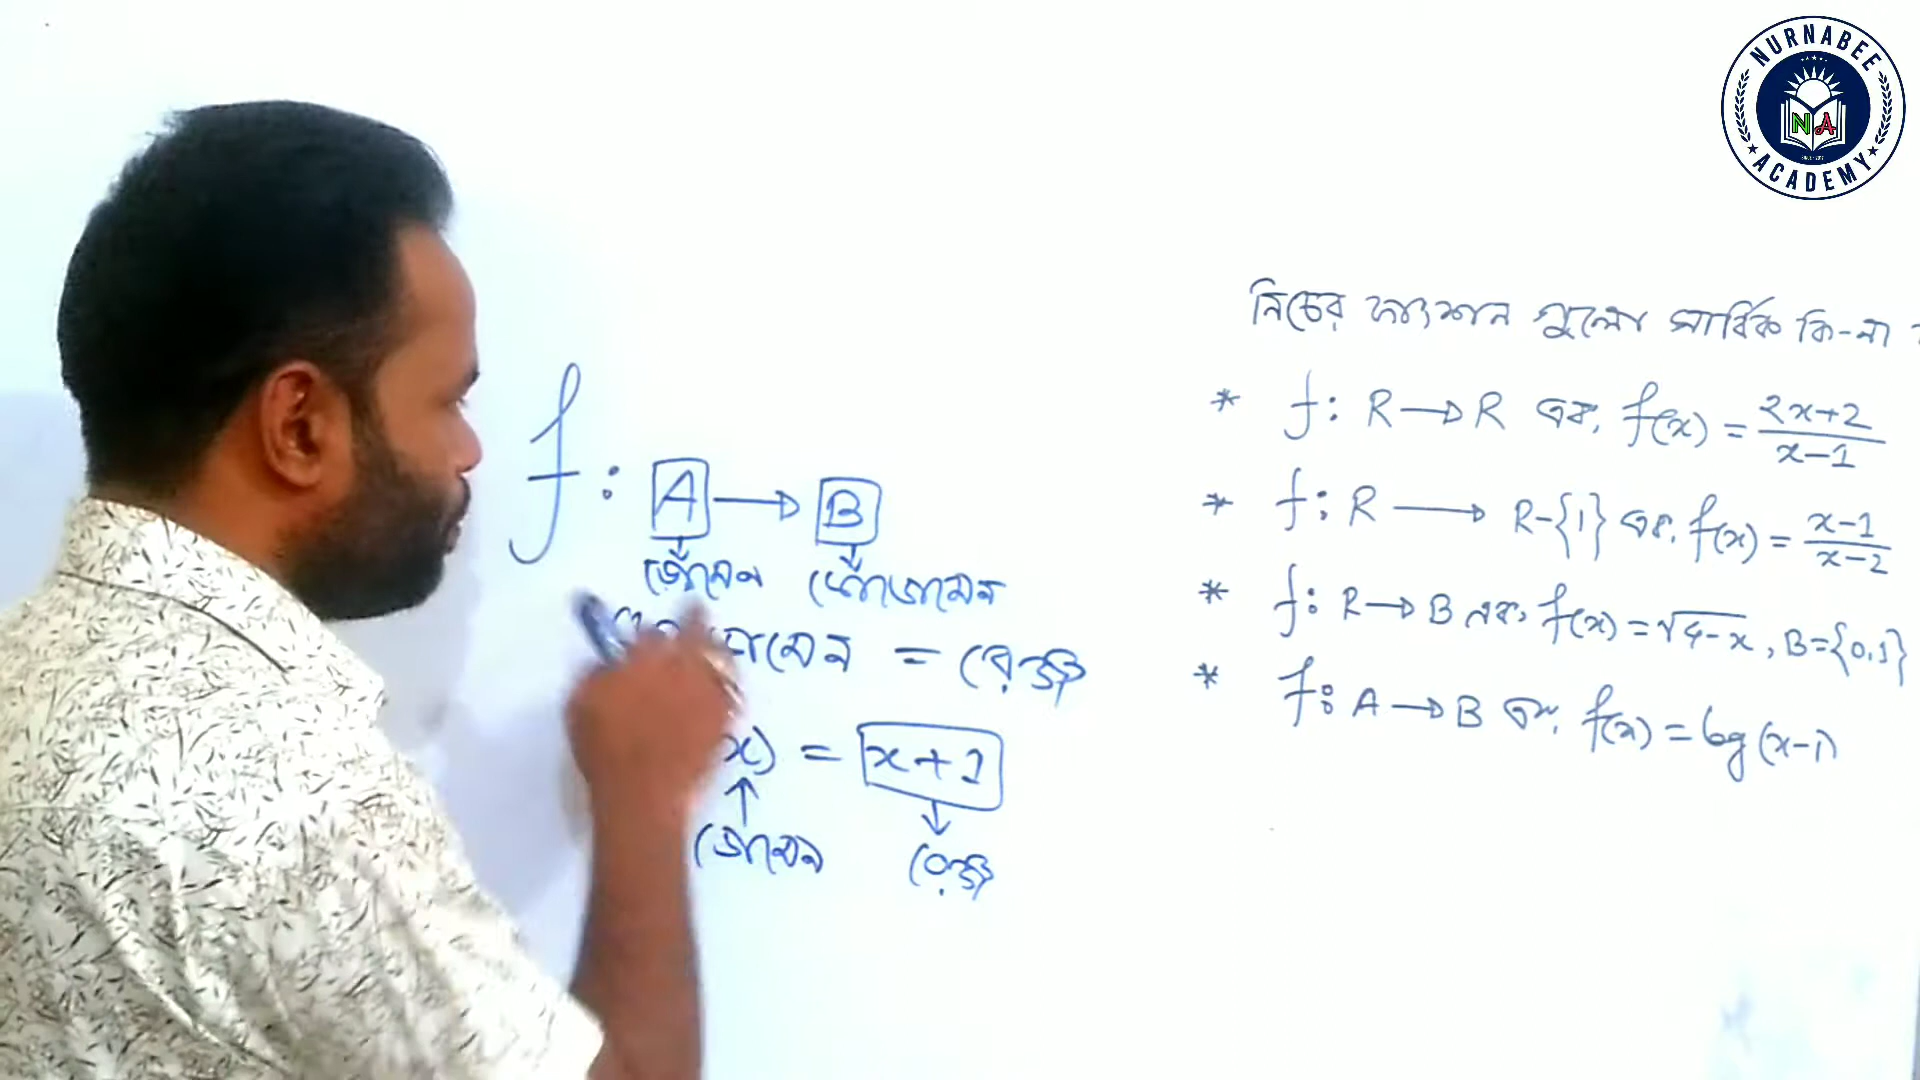 NURNABEE
ACADEMY
NA
f: A → B
ডোমেন কোডোমেন
= রেঞ্জ
x) = x+1
ডোমেন রেঞ্জ
নিচের ফাংশন গুলো সার্বিক কি-না
* f: R → R এবং f(x) = (2x+2)/(x-1)
* f: R → R-{1} এবং f(x) = (x-1)/(x-2)
* f: R → B এবং f(x) = √4-x, B={0,1}
* f: A → B এবং f(x) = log(x-1)